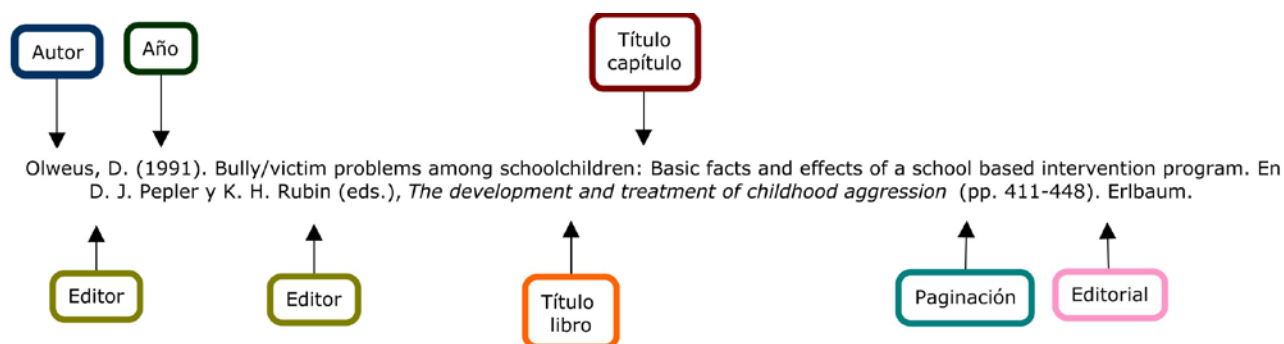 Autor
Año
Título
capítulo
Olweus, D. (1991). Bully/victim problems among schoolchildren: Basic facts and effects of a school based intervention program. En
D. J. Pepler y K. H. Rubin (eds.), The development and treatment of childhood aggression (pp. 411-448). Erlbaum.
Editor
Editor
Título
libro
Paginación
Editorial